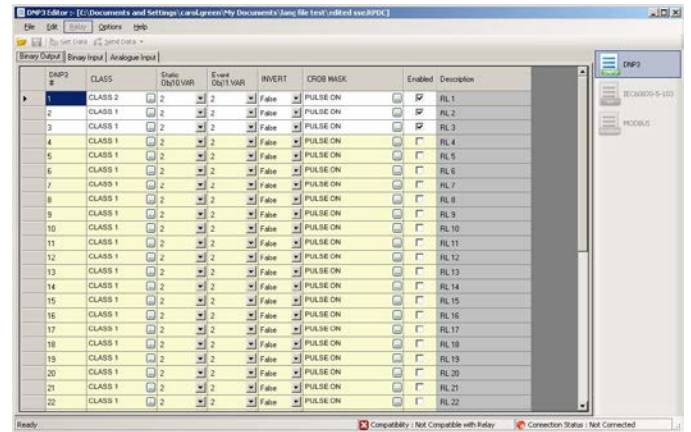 DNP3 Editor :- [C:\Documents and Settings\carol.green\My Documents\lang file test\edited sse.RPDC]
File Edit Relay Options Help
Get Data Send Data
Binary Output Binary Input Analogue Input
DNP3 # CLASS Static Obj10 VAR Event Obj11 VAR INVERT CROB MASK Enabled Description
1 CLASS 2 2 2 False PULSE ON RL 1
2 CLASS 1 2 2 False PULSE ON RL 2
3 CLASS 1 2 2 False PULSE ON RL 3
4 CLASS 1 2 2 False PULSE ON RL 4
5 CLASS 1 2 2 False PULSE ON RL 5
6 CLASS 1 2 2 False PULSE ON RL 6
7 CLASS 1 2 2 False PULSE ON RL 7
8 CLASS 1 2 2 False PULSE ON RL 8
9 CLASS 1 2 2 False PULSE ON RL 9
10 CLASS 1 2 2 False PULSE ON RL 10
11 CLASS 1 2 2 False PULSE ON RL 11
12 CLASS 1 2 2 False PULSE ON RL 12
13 CLASS 1 2 2 False PULSE ON RL 13
14 CLASS 1 2 2 False PULSE ON RL 14
15 CLASS 1 2 2 False PULSE ON RL 15
16 CLASS 1 2 2 False PULSE ON RL 16
17 CLASS 1 2 2 False PULSE ON RL 17
18 CLASS 1 2 2 False PULSE ON RL 18
19 CLASS 1 2 2 False PULSE ON RL 19
20 CLASS 1 2 2 False PULSE ON RL 20
21 CLASS 1 2 2 False PULSE ON RL 21
22 CLASS 1 2 2 False PULSE ON RL 22
DNP3
IEC60870-5-103
MODBUS
Ready Compatibility : Not Compatible with Relay Connection Status : Not Connected